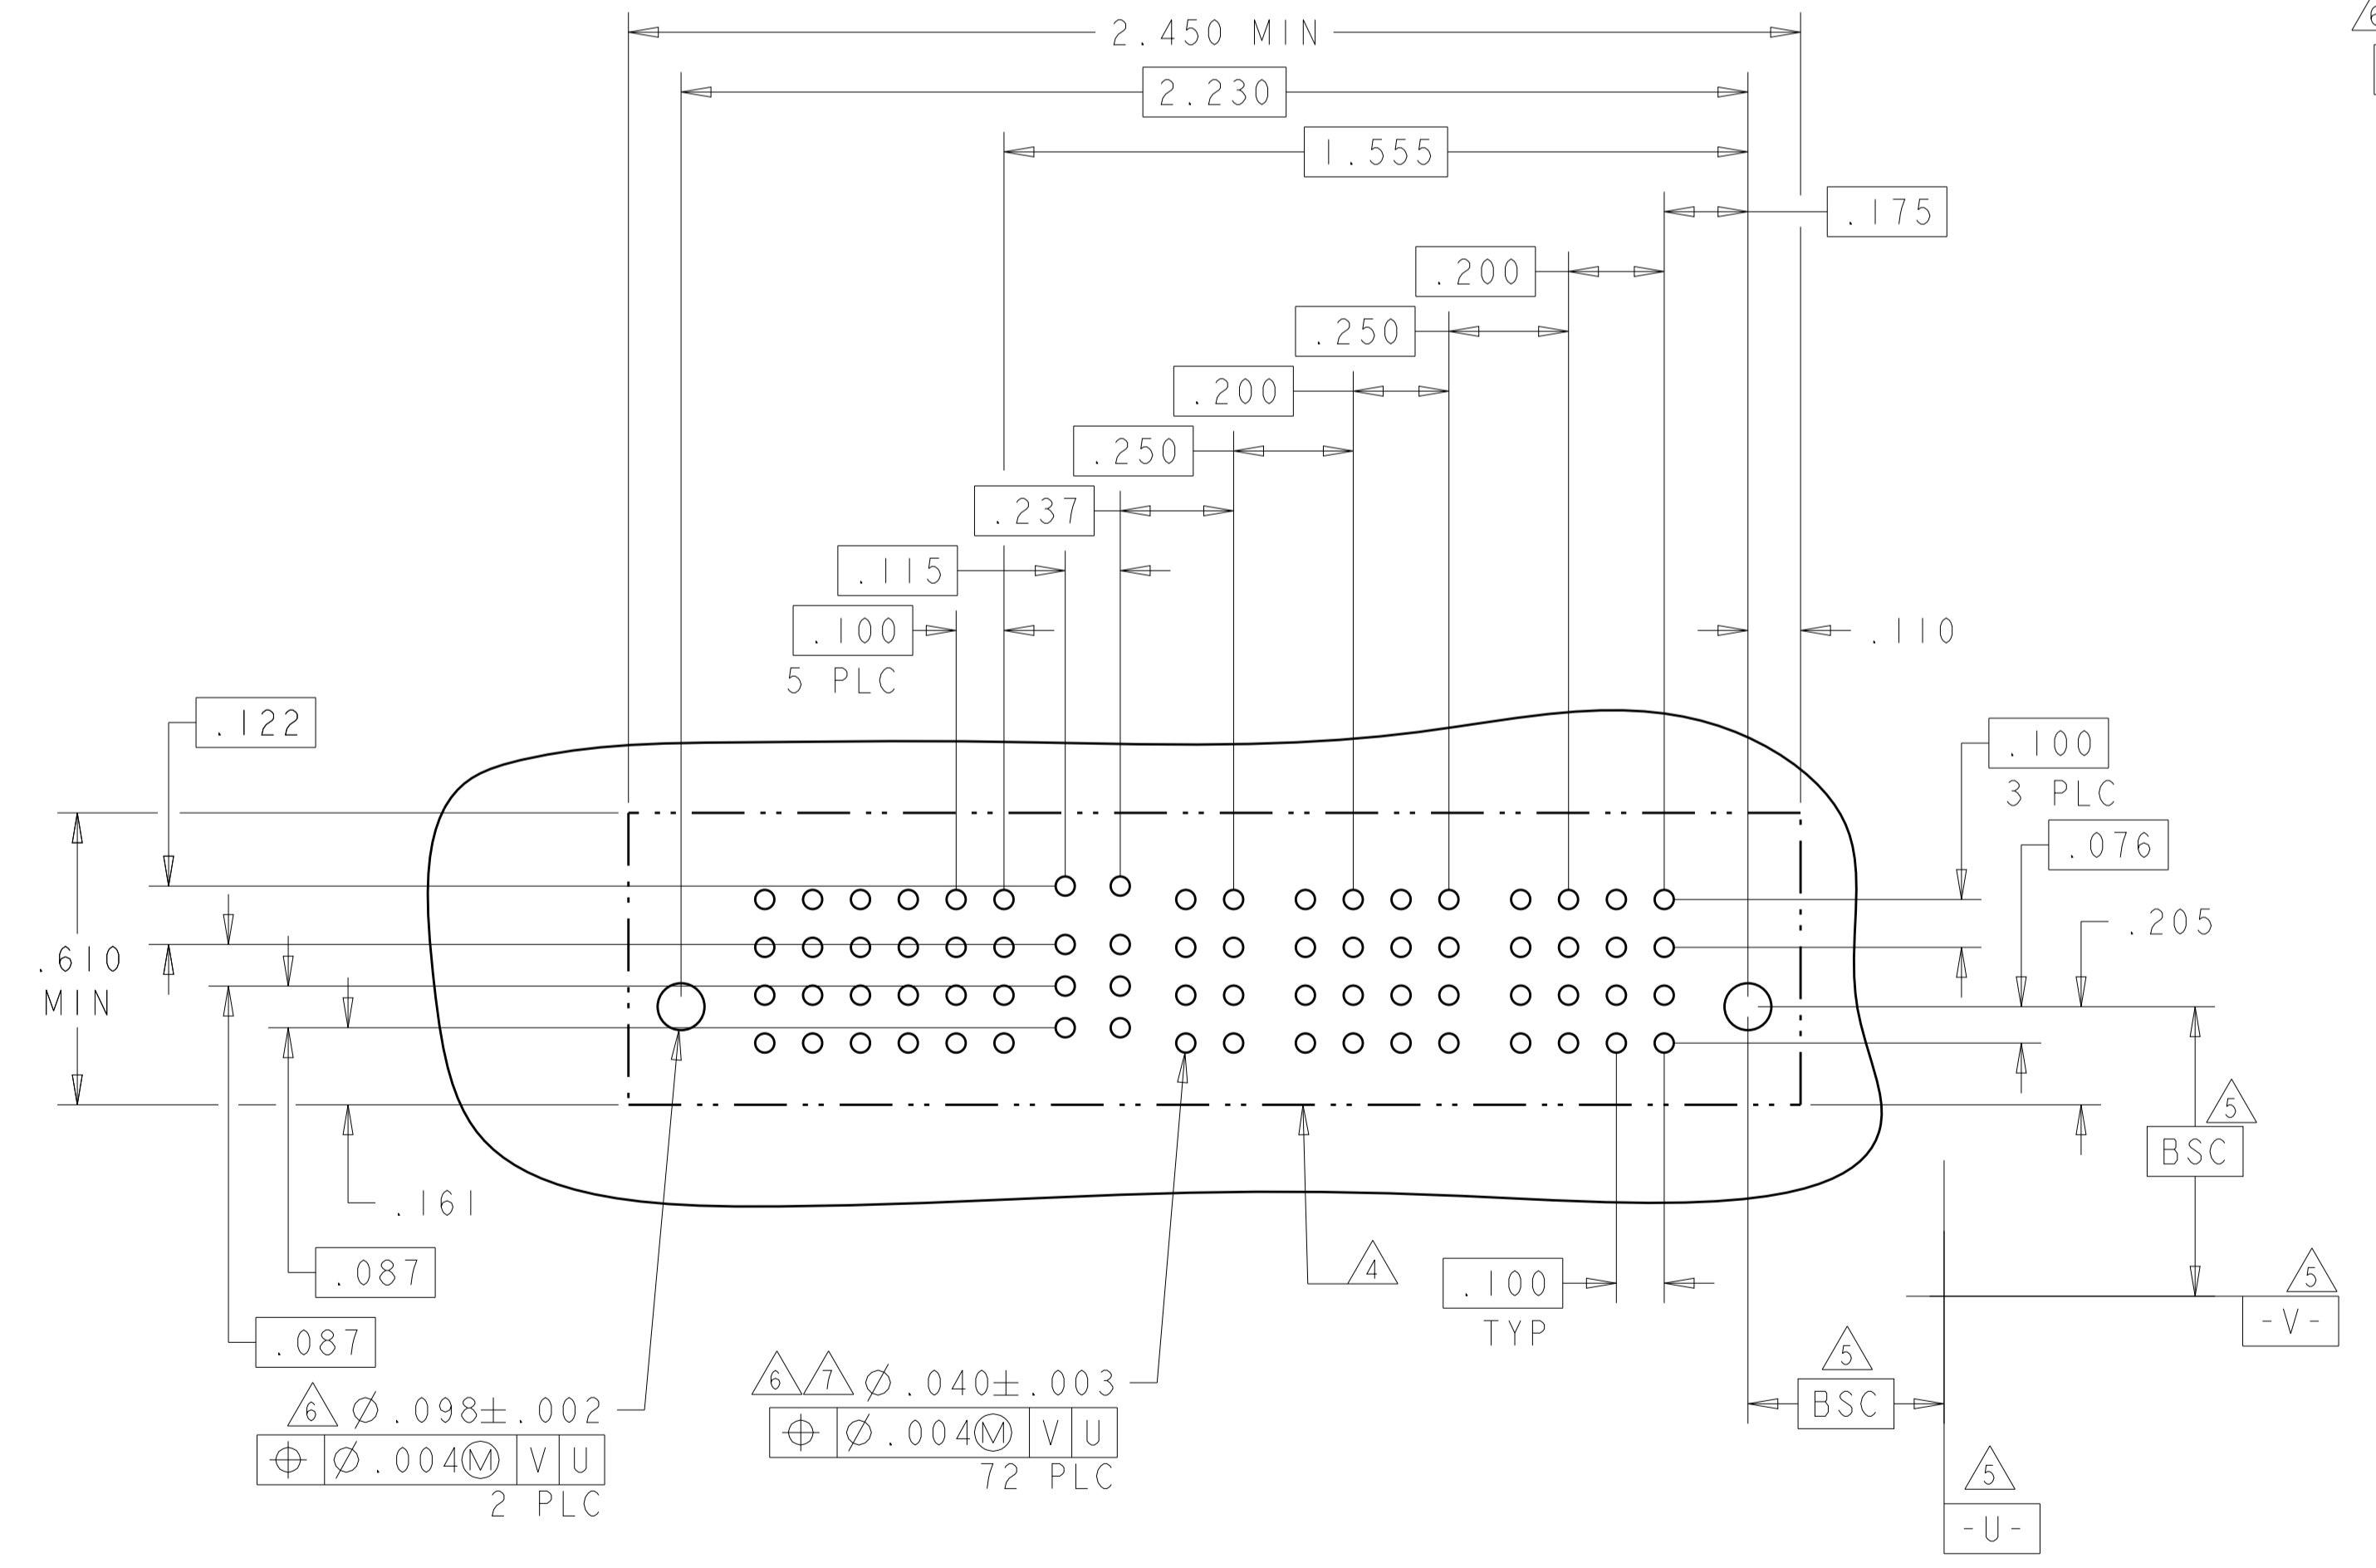 2.450 MIN
2.230
1.555
.175
.200
.250
.200
.250
.237
.115
.100
5 PLC
.110
.122
.100
3 PLC
.076
.205
.610
MIN
5
BSC
.161
.087
4
.100
TYP
5
-V-
.087
5
BSC
6 7 Ø.040±.003
⌖ Ø.004Ⓜ V U
72 PLC
6 Ø.098±.002
⌖ Ø.004Ⓜ V U
2 PLC
5
-U-